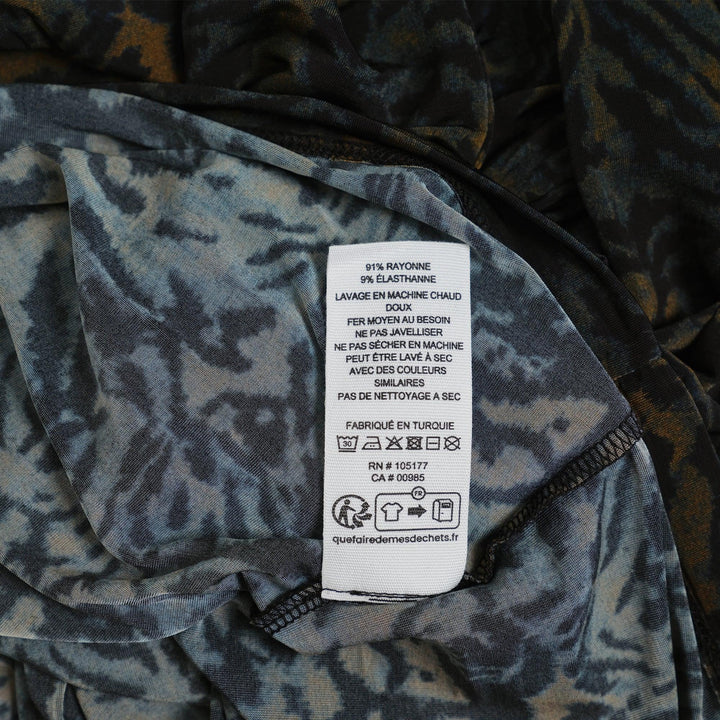 91% RAYONNE
9% ÉLASTHANNE
LAVAGE EN MACHINE CHAUD
DOUX
FER MOYEN AU BESOIN
NE PAS JAVELLISER
NE PAS SÉCHER EN MACHINE
PEUT ÊTRE LAVÉ À SEC
AVEC DES COULEURS
SIMILAIRES
PAS DE NETTOYAGE A SEC
FABRIQUÉ EN TURQUIE
30
RN # 105177
CA # 00985
FR
quefairedemesdechets.fr